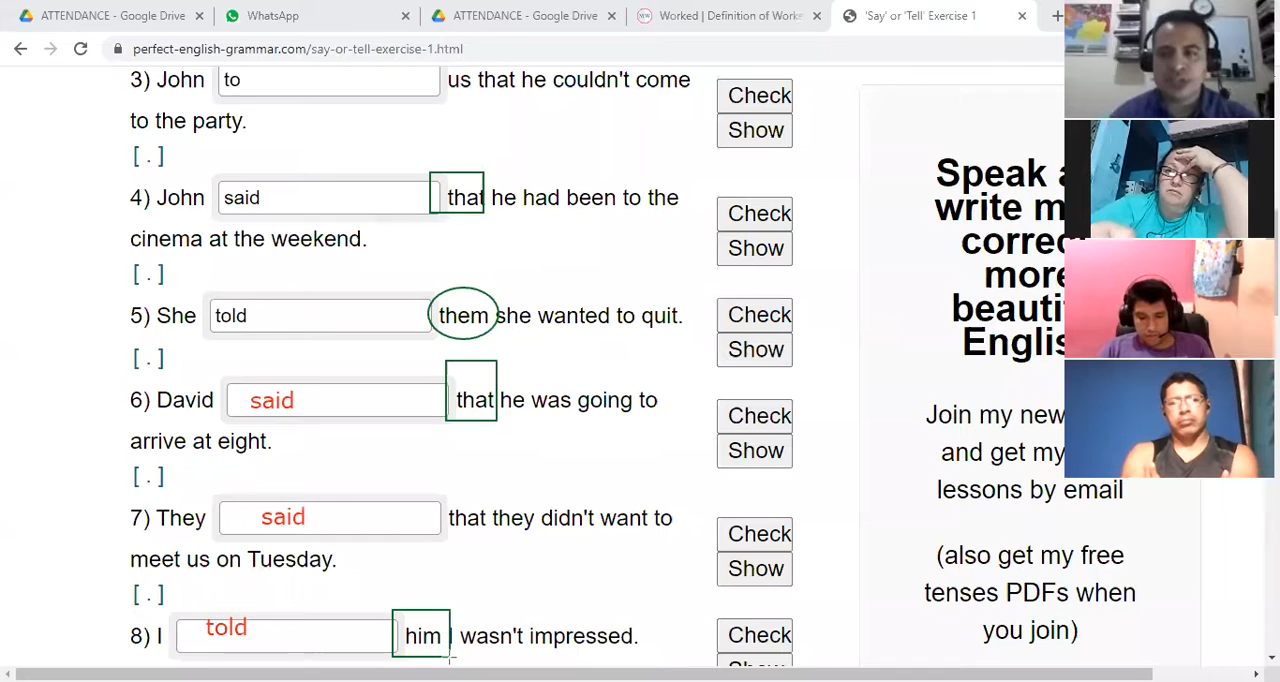 ATTENDANCE - Google Drive
WhatsApp
ATTENDANCE - Google Drive
Worked | Definition of Worke
'Say' or 'Tell' Exercise 1
perfect-english-grammar.com/say-or-tell-exercise-1.html
3) John to us that he couldn't come
to the party.
[ . ]
Check
Show
4) John said that he had been to the
cinema at the weekend.
[ . ]
Check
Show
5) She told them she wanted to quit.
[ . ]
Check
Show
6) David said that he was going to
arrive at eight.
[ . ]
Check
Show
7) They said that they didn't want to
meet us on Tuesday.
[ . ]
Check
Show
8) I told him I wasn't impressed.
Check
Speak a
write m
corre
more
beauti
Englis
Join my new
and get my
lessons by email
(also get my free
tenses PDFs when
you join)